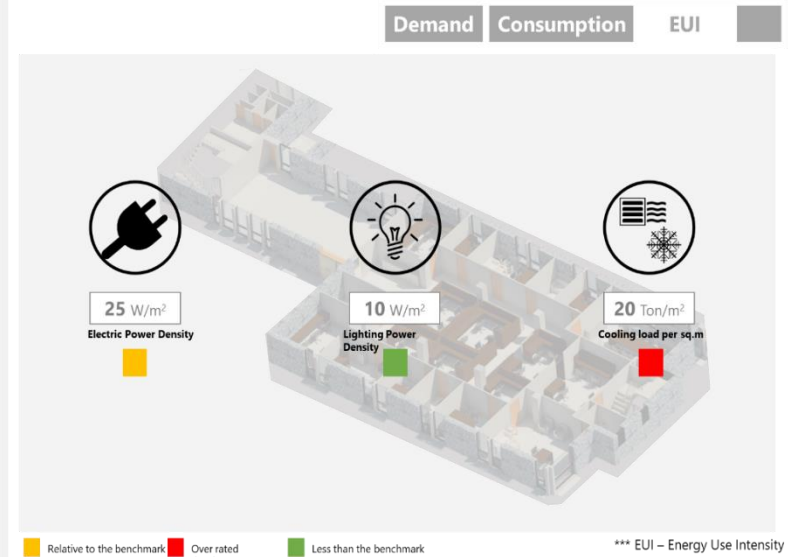 Demand Consumption EUI
25 W/m² 10 W/m² 20 Ton/m²
Electric Power Density Lighting Power Cooling load per sq.m
Density
Relative to the benchmark Over rated Less than the benchmark *** EUI – Energy Use Intensity